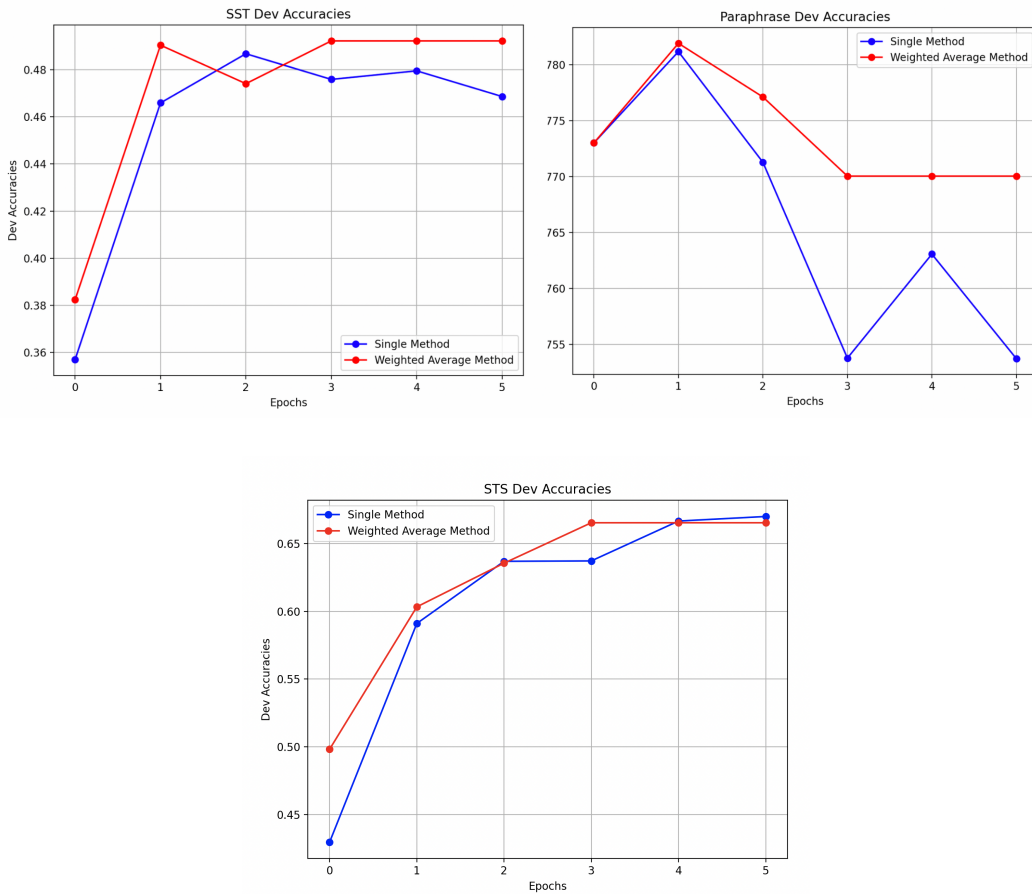 SST Dev Accuracies
Single Method
Weighted Average Method
Dev Accuracies
0.48
0.46
0.44
0.42
0.40
0.38
0.36
0 1 2 3 4 5
Epochs
Paraphrase Dev Accuracies
Single Method
Weighted Average Method
780
775
770
765
760
755
0 1 2 3 4 5
Epochs
STS Dev Accuracies
Single Method
Weighted Average Method
Dev Accuracies
0.65
0.60
0.55
0.50
0.45
0 1 2 3 4 5
Epochs